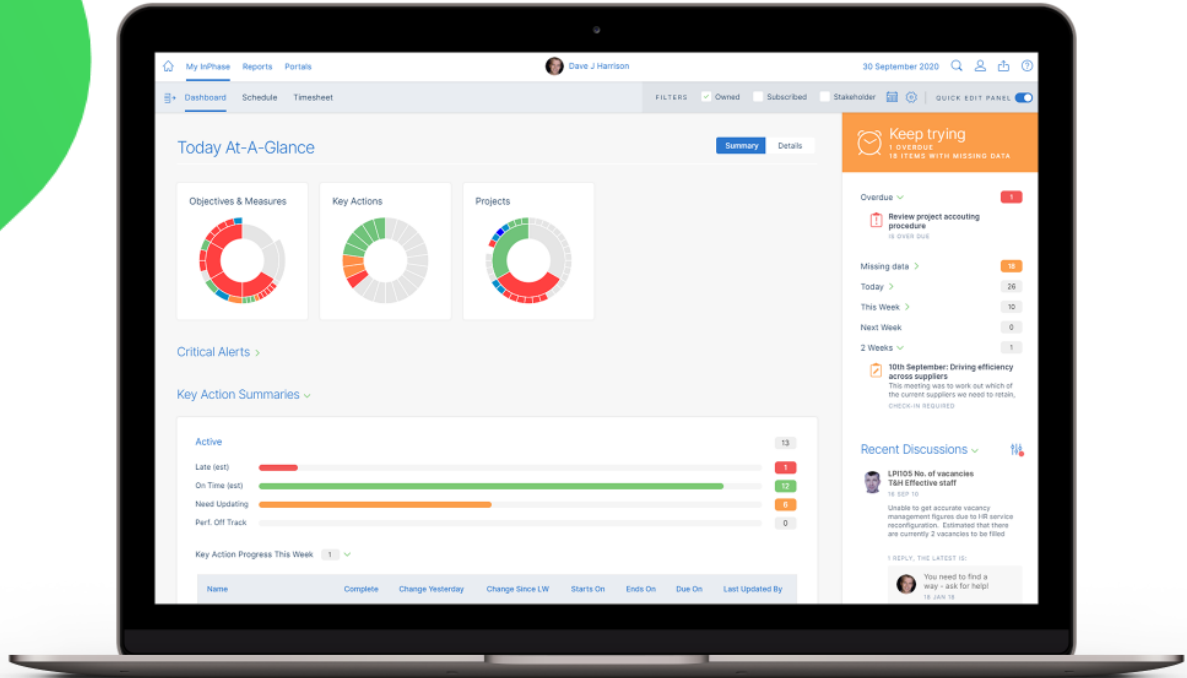 My InPhase Reports Portals
Dave J Harrison
30 September 2020
Dashboard Schedule Timesheet
FILTERS Owned Subscribed Stakeholder
QUICK EDIT PANEL
Today At-A-Glance
Summary Details
Objectives & Measures
Key Actions
Projects
Critical Alerts
Key Action Summaries
Active 13
Late (est) 1
On Time (est) 12
Need Updating 6
Perf. Off Track 0
Key Action Progress This Week 1
Name Complete Change Yesterday Change Since LW Starts On Ends On Due On Last Updated By
Keep trying
1 OVERDUE
18 ITEMS WITH MISSING DATA
Overdue 1
Review project accouting
procedure
IS OVER DUE
Missing data 18
Today 26
This Week 10
Next Week 0
2 Weeks 1
10th September: Driving efficiency
across suppliers
This meeting was to work out which of
the current suppliers we need to retain,
CHECK-IN REQUIRED
Recent Discussions
LPI105 No. of vacancies
T&H Effective staff
16 SEP 10
Unable to get accurate vacancy
management figures due to HR service
reconfiguration. Estimated that there
are currently 2 vacancies to be filled
1 REPLY, THE LATEST IS:
You need to find a
way - ask for help!
18 JAN 16